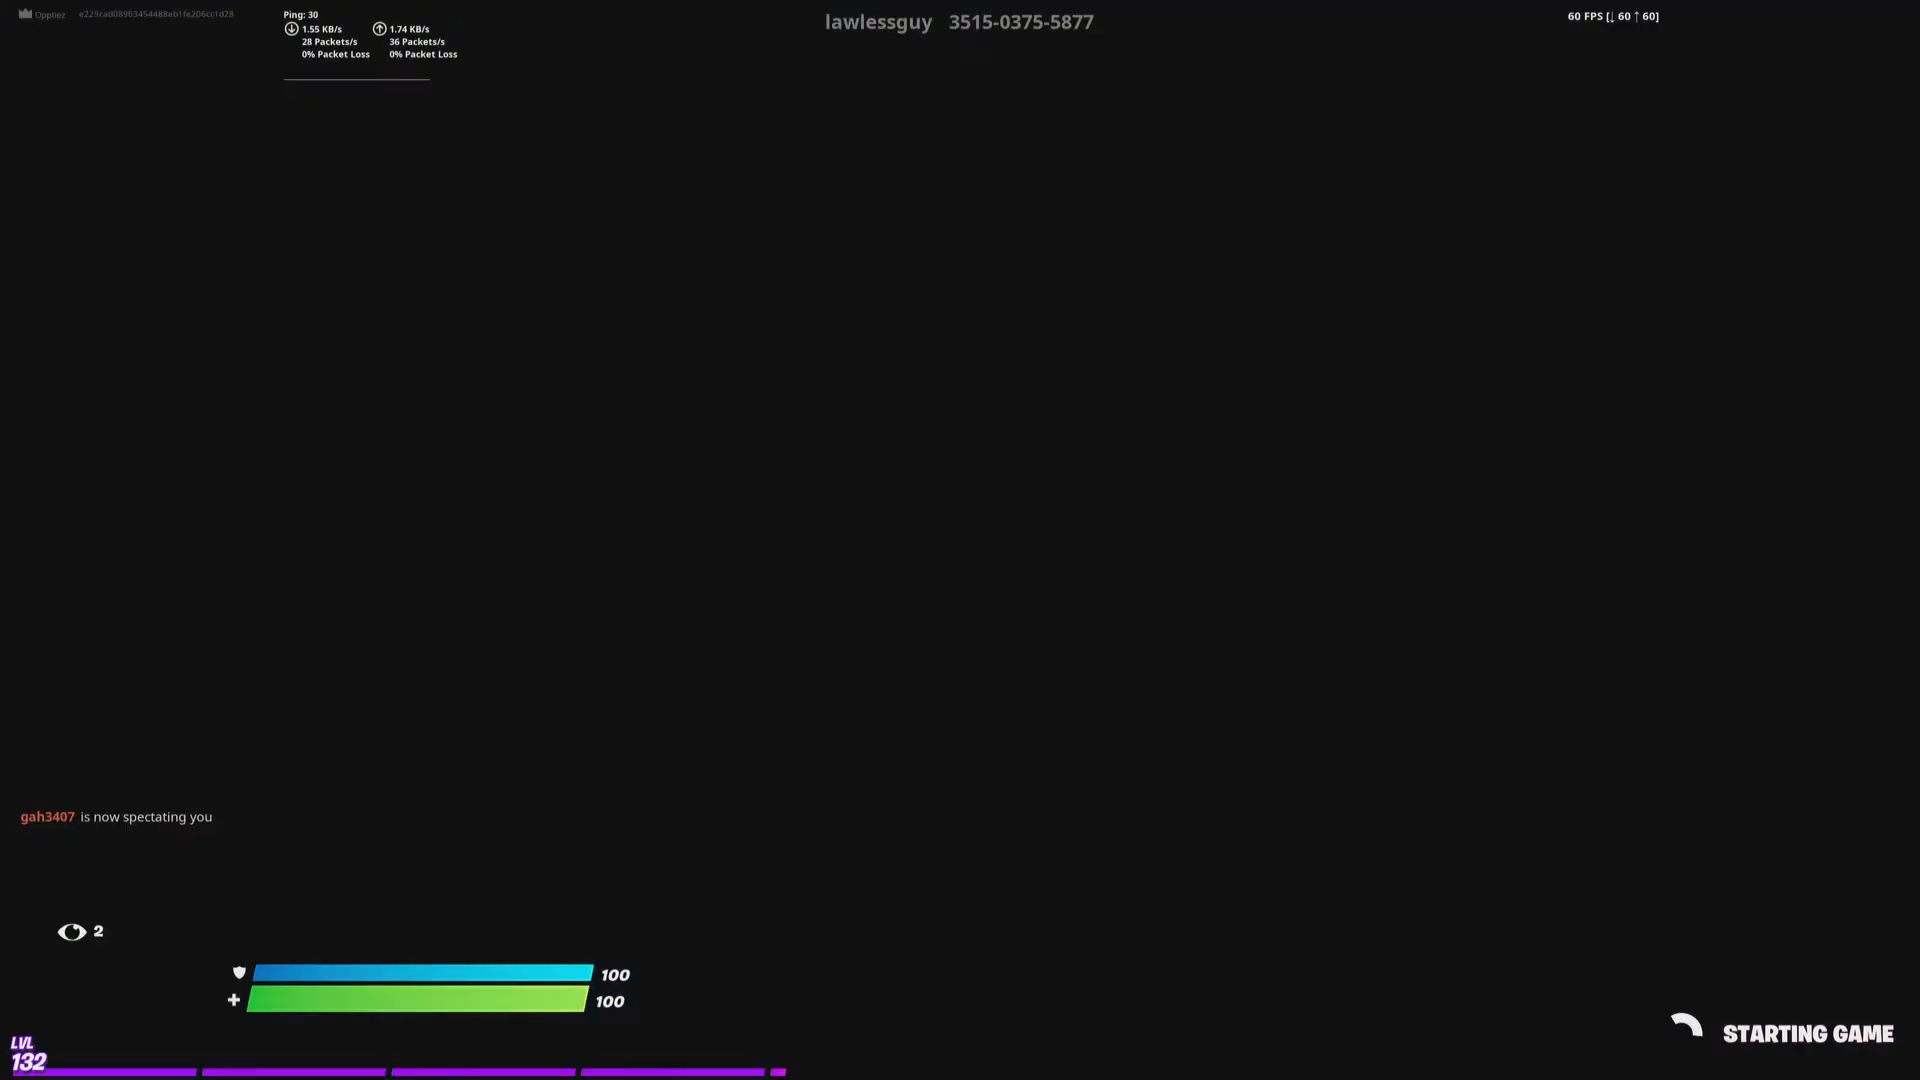 Opptiez e229cad08963454488eb1fe206cc1d28
Ping: 30
1.55 KB/s 1.74 KB/s
28 Packets/s 36 Packets/s
0% Packet Loss 0% Packet Loss
lawlessguy 3515-0375-5877
60 FPS [↓ 60 ↑ 60]
gah3407 is now spectating you
2
100
100
LVL
132
STARTING GAME